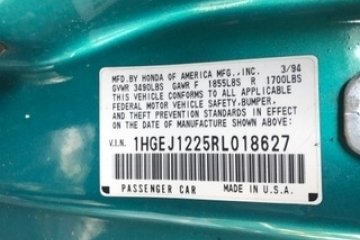 MFD.BY HONDA OF AMERICA MFG.,INC. 3/94
GVWR 3490LBS GAWR F 1855LBS R 1700LBS
THIS VEHICLE CONFORMS TO ALL APPLICABLE
FEDERAL MOTOR VEHICLE SAFETY,BUMPER,
AND THEFT PREVENTION STANDARDS IN EFFECT
ON THE DATE OF MANUFACTURE SHOWN ABOVE.
V.I.N. 1HGEJ1225RL018627
PASSENGER CAR MADE IN U.S.A.